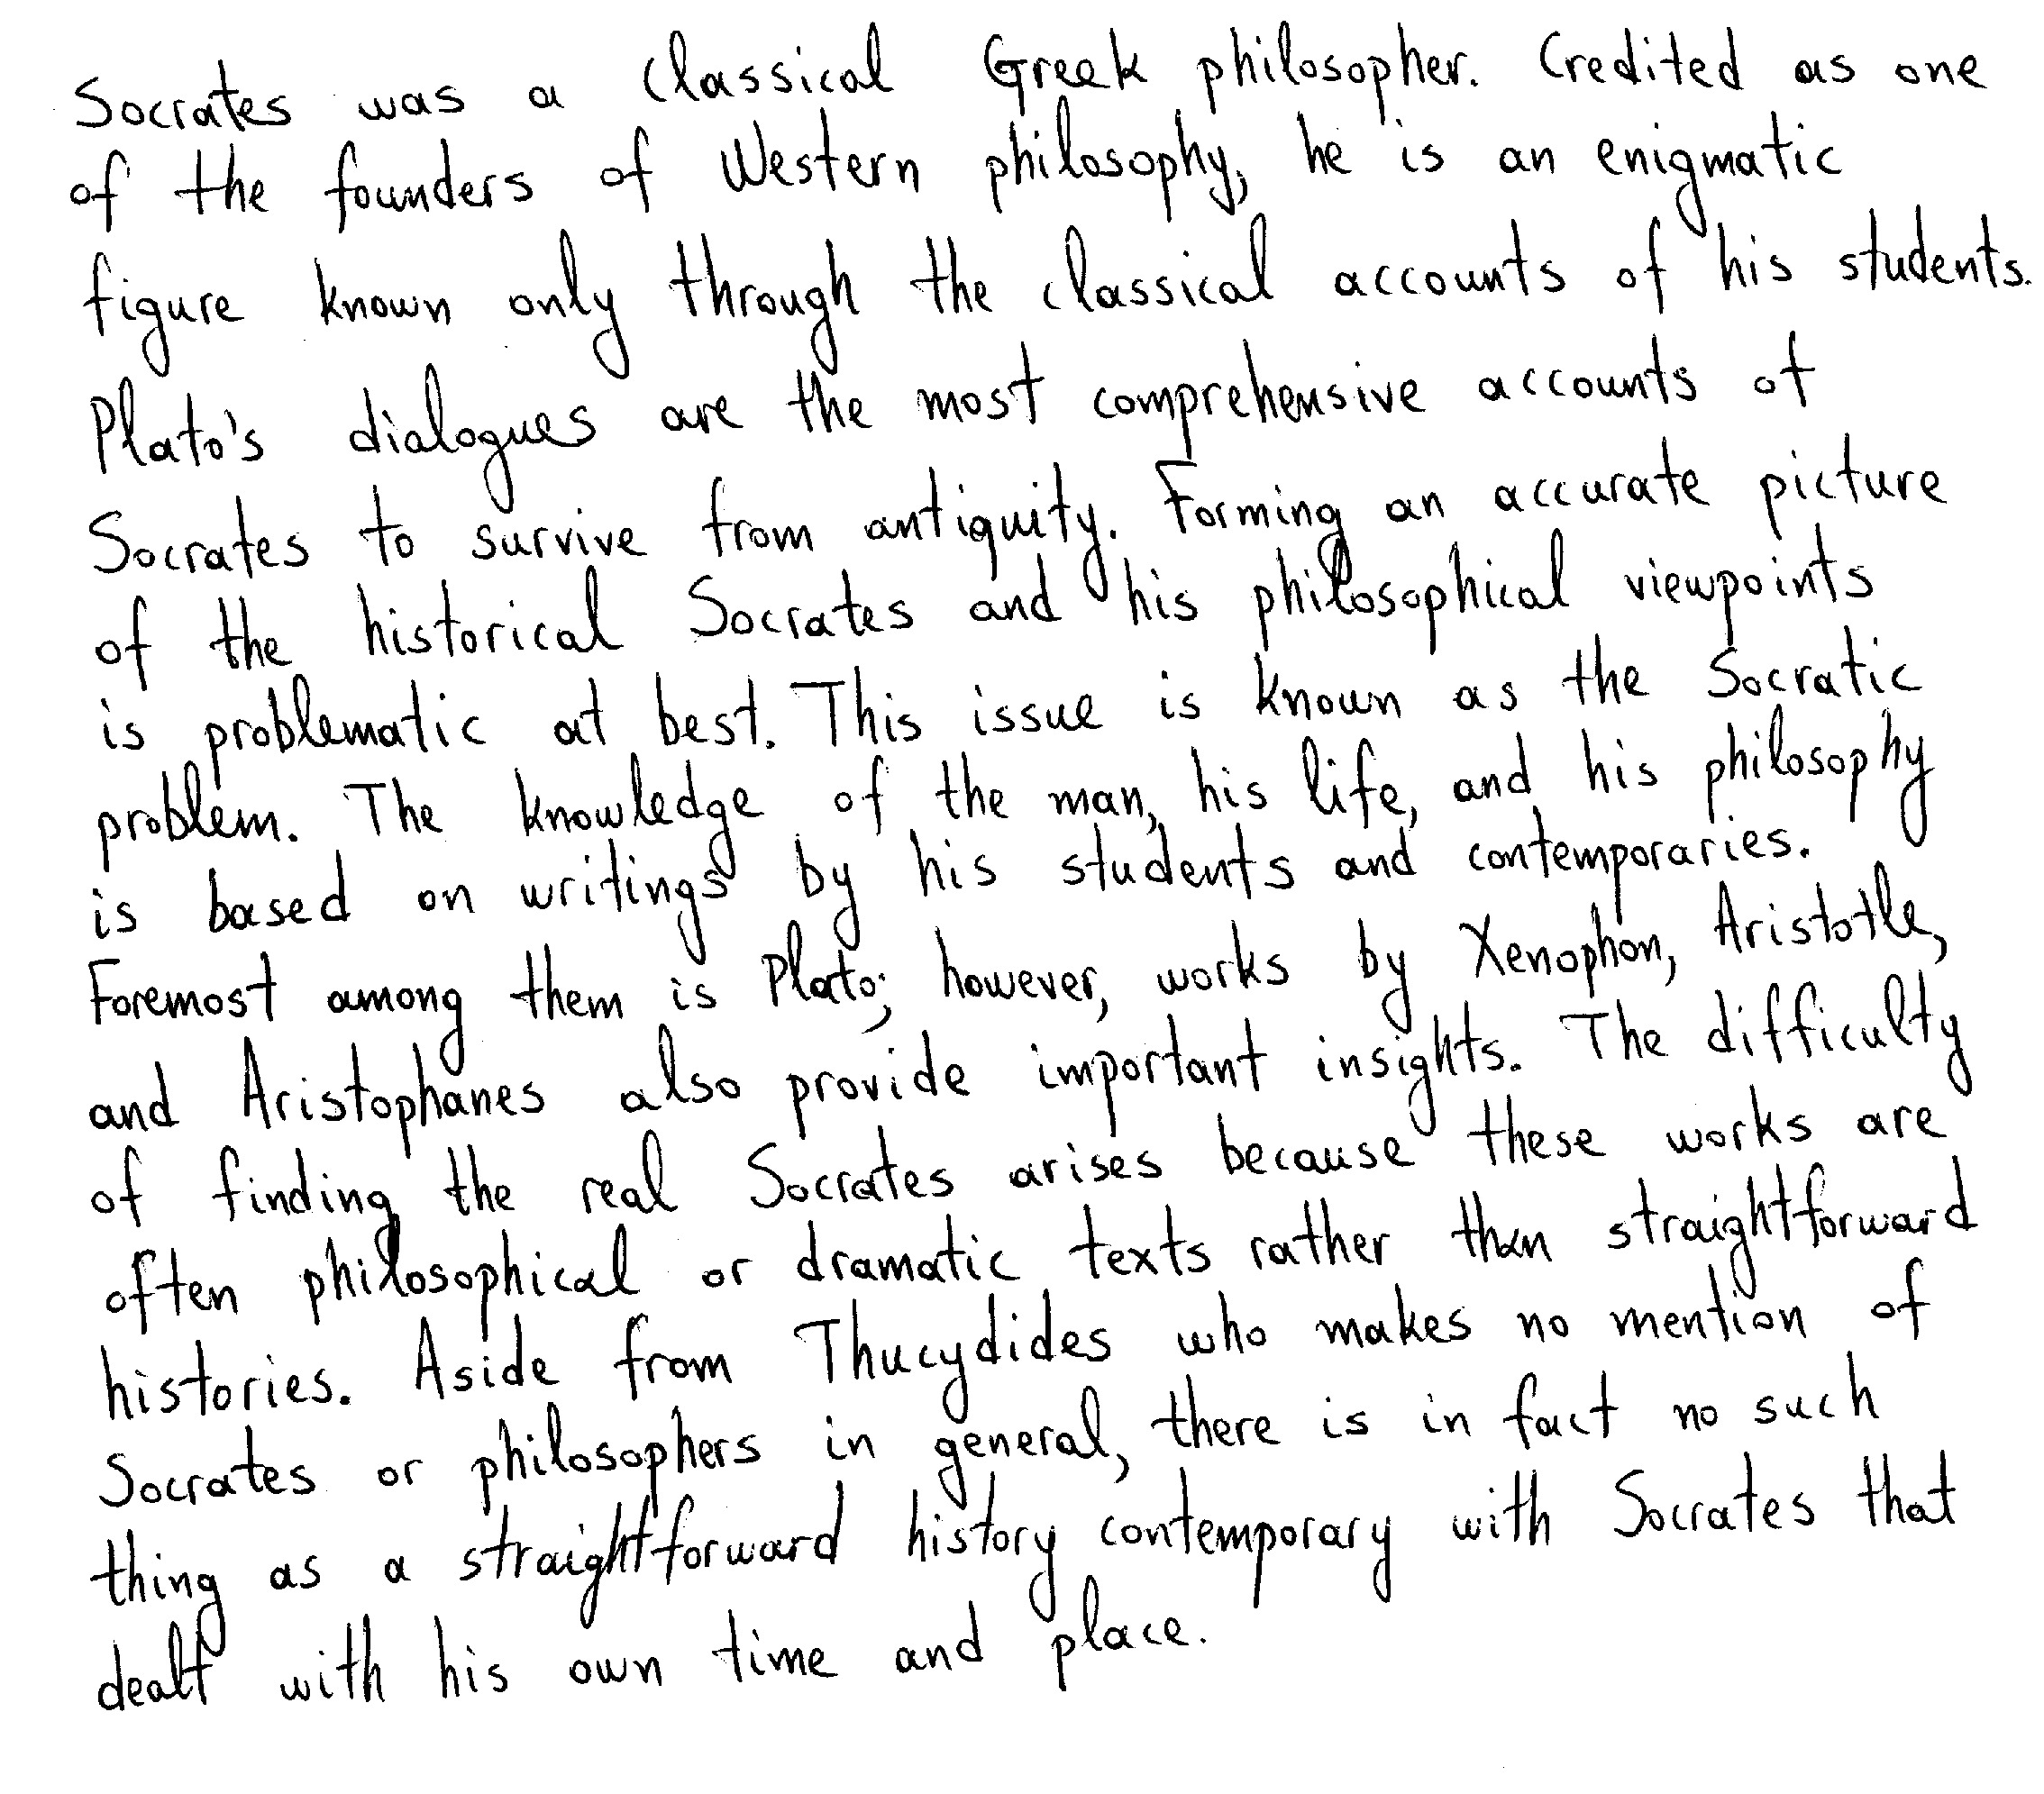 Socrates was a classical Greek philosopher. Credited as one
of the founders of Western philosophy, he is an enigmatic
figure known only through the classical accounts of his students.
Plato's dialogues are the most comprehensive accounts of
Socrates to survive from antiquity. Forming an accurate picture
of the historical Socrates and his philosophical viewpoints
is problematic at best. This issue is known as the Socratic
problem. The knowledge of the man, his life, and his philosophy
is based on writings by his students and contemporaries.
Foremost among them is Plato; however, works by Xenophon, Aristotle,
and Aristophanes also provide important insights. The difficulty
of finding the real Socrates arises because these works are
often philosophical or dramatic texts rather than straightforward
histories. Aside from Thucydides who makes no mention of
Socrates or philosophers in general, there is in fact no such
thing as a straightforward history contemporary with Socrates that
dealt with his own time and place.